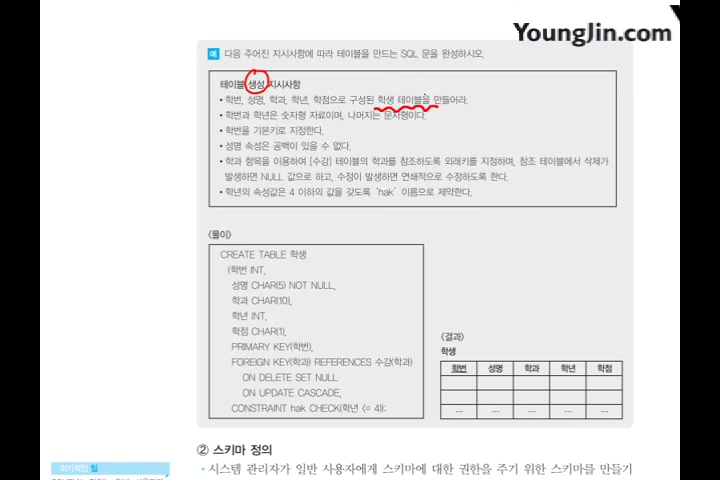 YoungJin.com
예 다음 주어진 지시사항에 따라 테이블을 만드는 SQL 문을 완성하시오.
테이블 생성 지시사항
• 학번, 성명, 학과, 학년, 학점으로 구성된 학생 테이블을 만들어라.
• 학번과 학년은 숫자형 자료이며, 나머지는 문자형이다.
• 학번을 기본키로 지정한다.
• 성명 속성은 공백이 있을 수 없다.
• 학과 항목을 이용하여 [수강] 테이블의 학과를 참조하도록 외래키를 지정하며, 참조 테이블에서 삭제가
발생하면 NULL 값으로 하고, 수정이 발생하면 연쇄적으로 수정하도록 한다.
• 학년의 속성값은 4 이하의 값을 갖도록 ‘hak’ 이름으로 제약한다.
〈풀이〉
CREATE TABLE 학생
(학번 INT,
성명 CHAR(5) NOT NULL,
학과 CHAR(10),
학년 INT,
학점 CHAR(1),
PRIMARY KEY(학번),
FOREIGN KEY(학과) REFERENCES 수강(학과)
ON DELETE SET NULL
ON UPDATE CASCADE,
CONSTRAINT hak CHECK(학년 <= 4));
〈결과〉
학생
학번 성명 학과 학년 학점
... ... ... ... ...
② 스키마 정의
• 시스템 관리자가 일반 사용자에게 스키마에 대한 권한을 주기 위한 스키마를 만들기
이기적인 팁